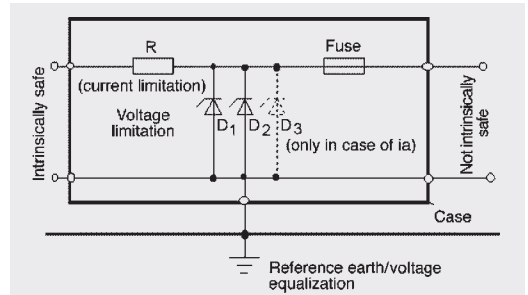 R
Fuse
(current limitation)
Voltage
limitation
D1
D2
D3
(only in case of ia)
Intrinsically safe
Not intrinsically
safe
Case
Reference earth/voltage
equalization